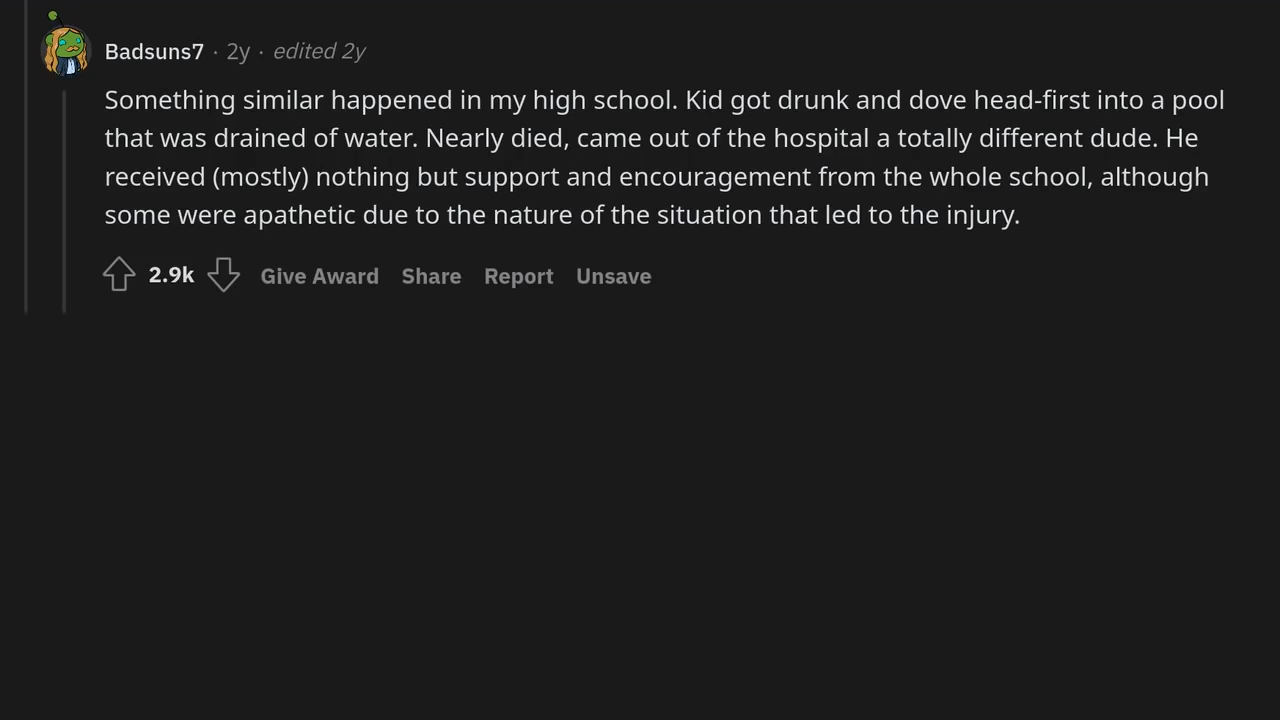 Badsuns7 · 2y · edited 2y
Something similar happened in my high school. Kid got drunk and dove head-first into a pool
that was drained of water. Nearly died, came out of the hospital a totally different dude. He
received (mostly) nothing but support and encouragement from the whole school, although
some were apathetic due to the nature of the situation that led to the injury.
2.9k Give Award Share Report Unsave